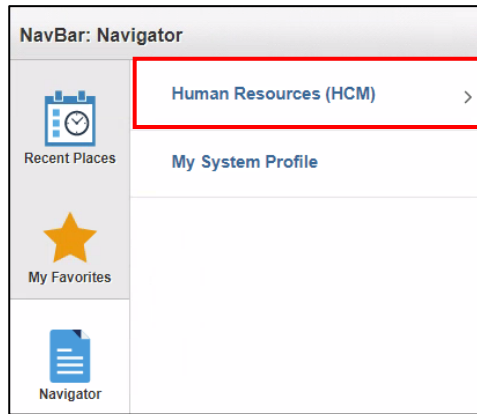 NavBar: Navigator
Recent Places
My Favorites
Navigator
Human Resources (HCM)
My System Profile